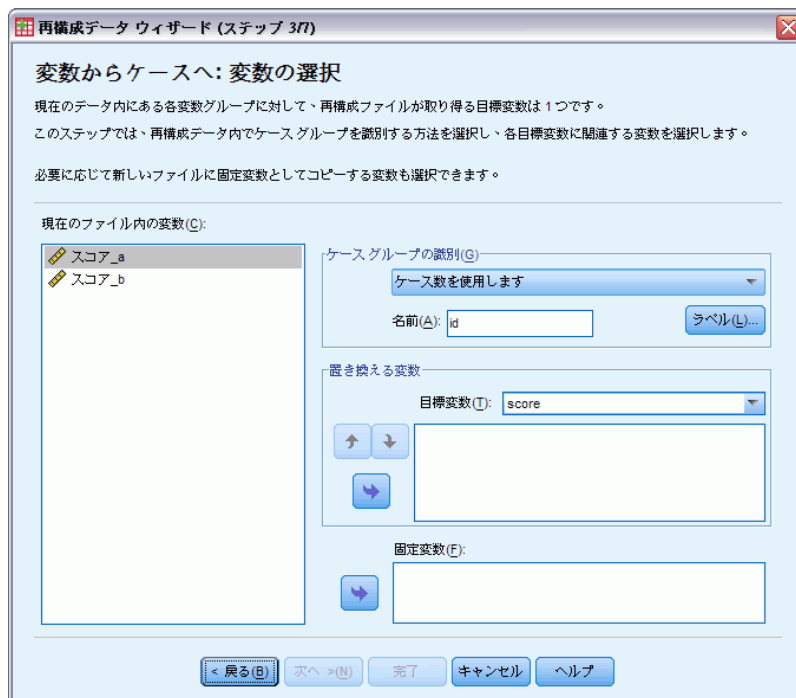 再構成データ ウィザード (ステップ 3/7)
変数からケースへ: 変数の選択
現在のデータ内にある各変数グループに対して、再構成ファイルが取り得る目標変数は 1 つです。
このステップでは、再構成データ内でケース グループを識別する方法を選択し、各目標変数に関連する変数を選択します。
必要に応じて新しいファイルに固定変数としてコピーする変数も選択できます。
現在のファイル内の変数(C):
スコア_a
スコア_b
ケース グループの識別(G)
ケース数を使用します
名前(A): id
ラベル(L)...
置き換える変数
目標変数(T): score
固定変数(F):
< 戻る(B) 次へ >(N) 完了 キャンセル ヘルプ